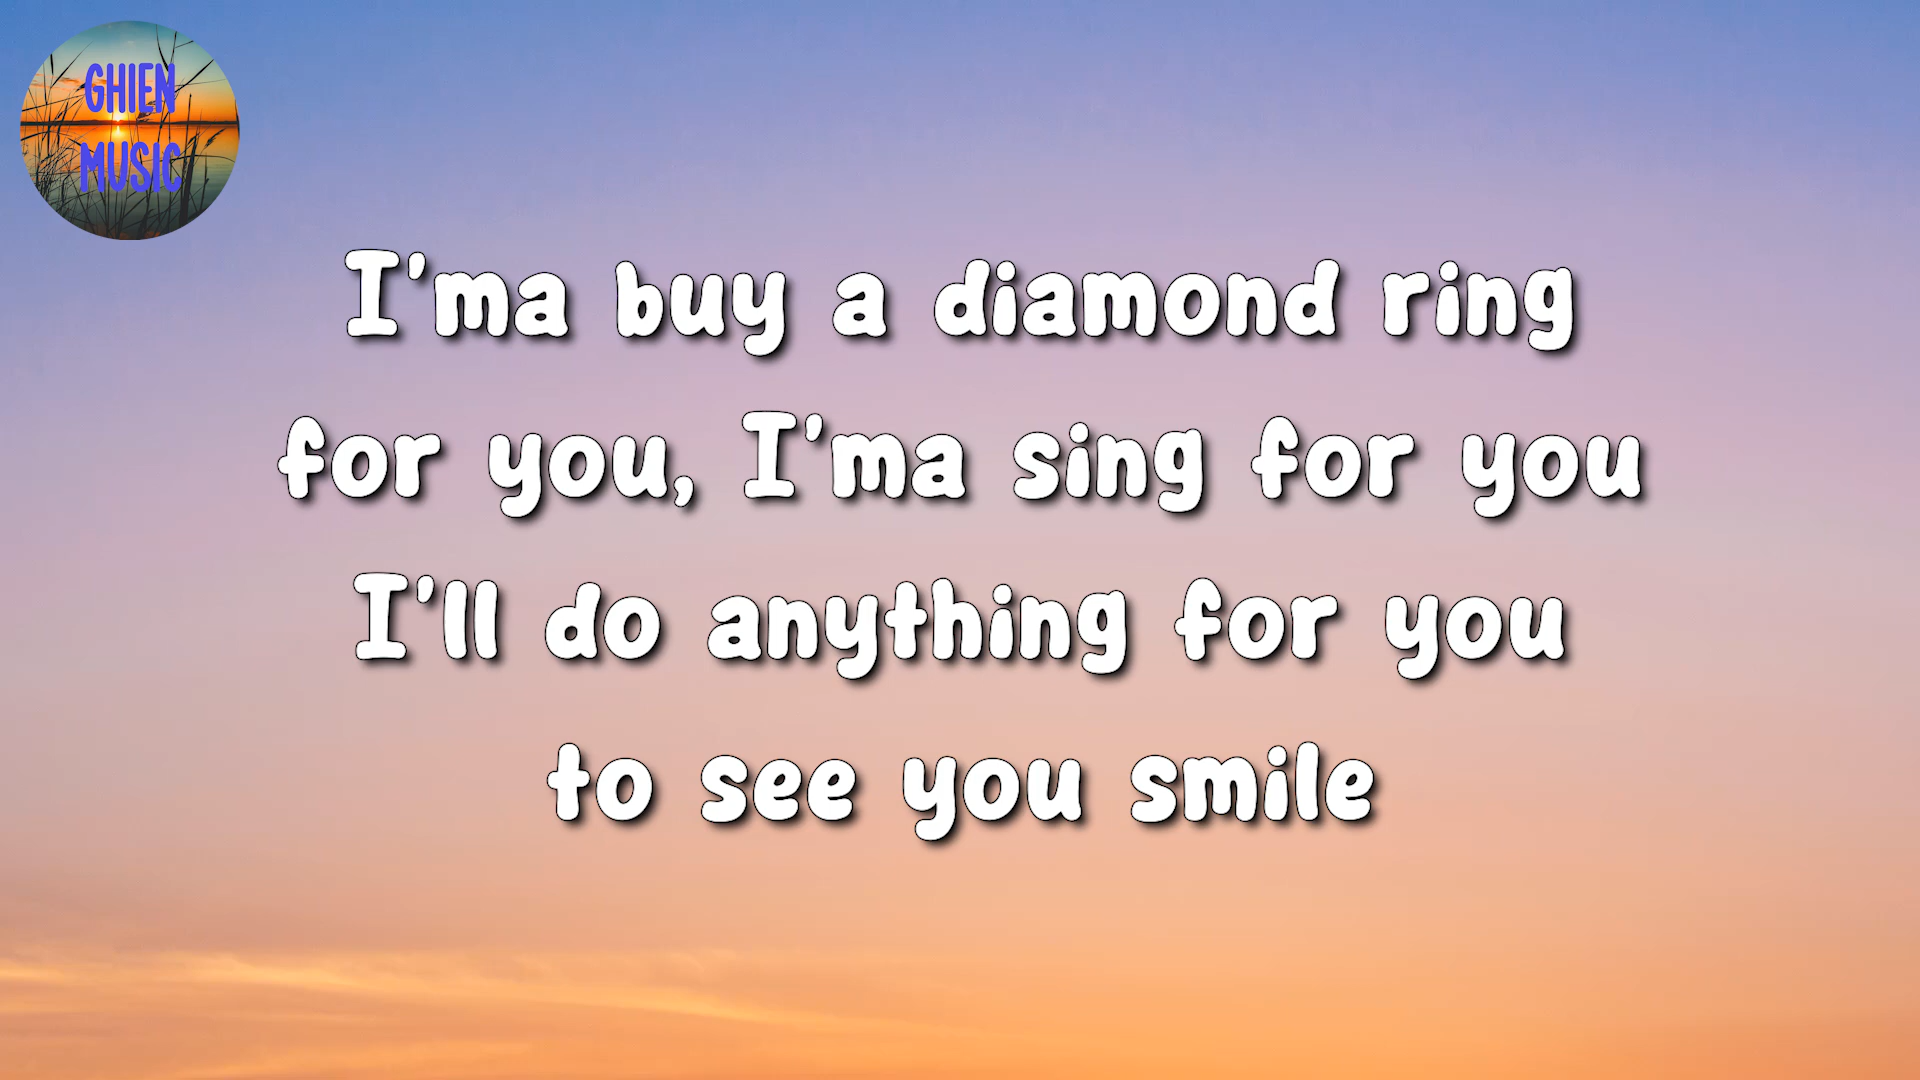 GHIEN
MUSIC
I'ma buy a diamond ring
for you, I'ma sing for you
I'll do anything for you
to see you smile